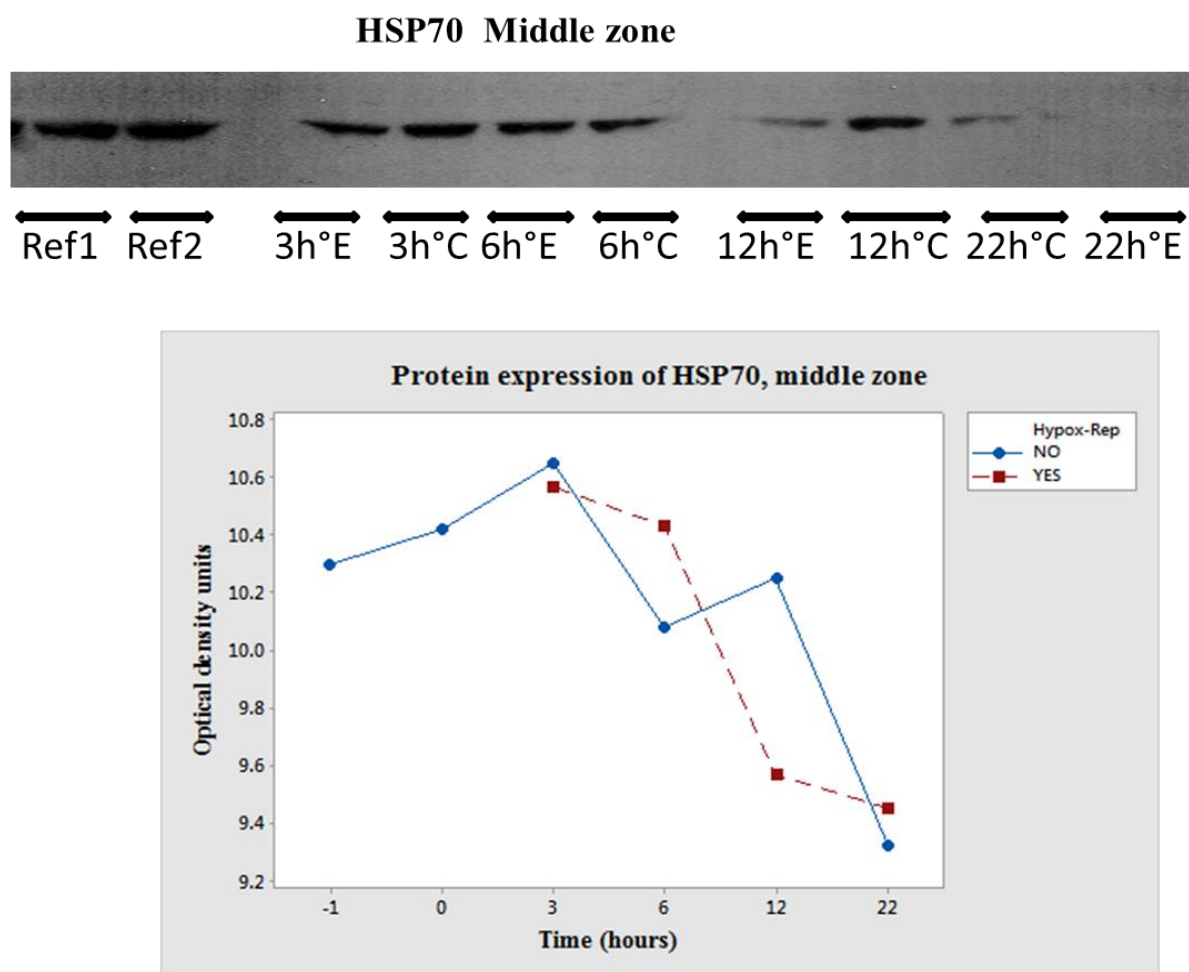 HSP70 Middle zone
Ref1 Ref2 3h°E 3h°C 6h°E 6h°C 12h°E 12h°C 22h°C 22h°E
Protein expression of HSP70, middle zone
Optical density units
10.8
10.6
10.4
10.2
10.0
9.8
9.6
9.4
9.2
-1 0 3 6 12 22
Time (hours)
Hypox-Rep
NO
YES